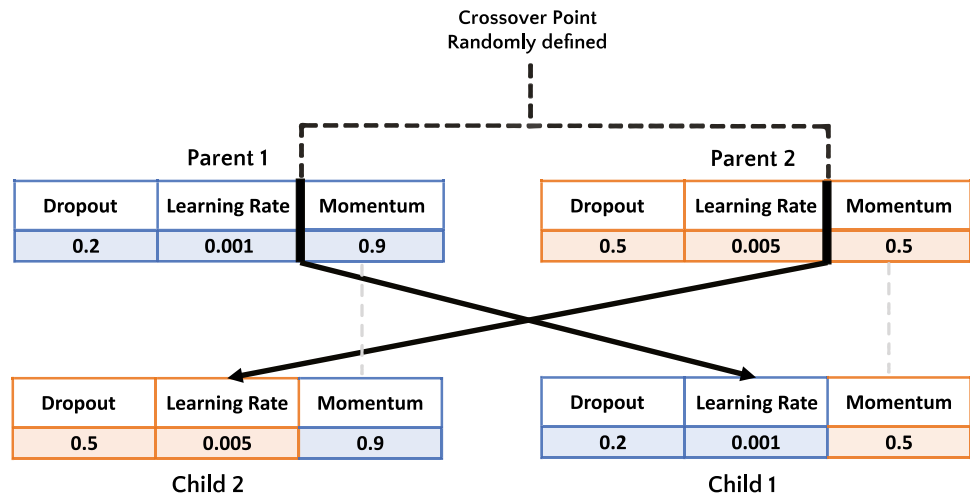 Crossover Point
Randomly defined
Parent 1
Parent 2
Dropout Learning Rate Momentum
0.2 0.001 0.9
Dropout Learning Rate Momentum
0.5 0.005 0.5
Dropout Learning Rate Momentum
0.5 0.005 0.9
Dropout Learning Rate Momentum
0.2 0.001 0.5
Child 2
Child 1